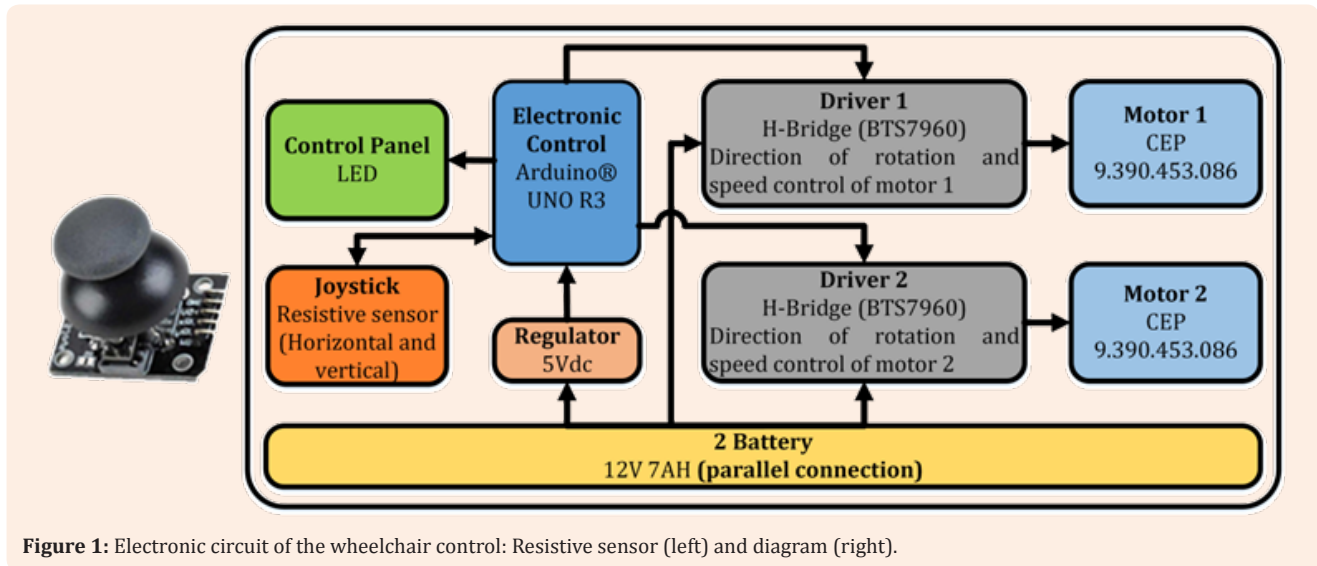 Control Panel
LED
Joystick
Resistive sensor
(Horizontal and
vertical)
Electronic
Control
Arduino®
UNO R3
Regulator
5Vdc
Driver 1
H-Bridge (BTS7960)
Direction of rotation and
speed control of motor 1
Motor 1
CEP
9.390.453.086
Driver 2
H-Bridge (BTS7960)
Direction of rotation and
speed control of motor 2
Motor 2
CEP
9.390.453.086
2 Battery
12V 7AH (parallel connection)
Figure 1: Electronic circuit of the wheelchair control: Resistive sensor (left) and diagram (right).